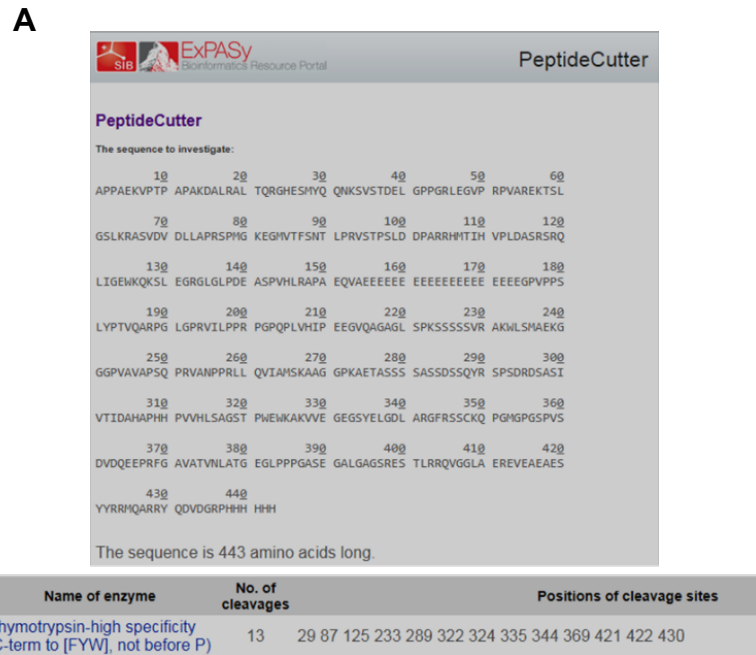 A
SIB ExPASy
Bioinformatics Resource Portal
PeptideCutter
PeptideCutter
The sequence to investigate:
10 20 30 40 50 60
APPAEKVPTP APAKDALRAL TQRGHESMYQ QNKSVSTDEL GPPGRLEGVP RPVAREKTSL
70 80 90 100 110 120
GSLKRASVDV DLLAPRSPMG KEGMVTFSNT LPRVSTPSLD DPARRHMTIH VPLDASRSRQ
130 140 150 160 170 180
LIGEWKQKSL EGRGLGLPDE ASPVHLRAPA EQVAEEEEEE EEEEEEEEEE EEEEGPVPPS
190 200 210 220 230 240
LYPTVQARPG LGPRVILPPR PGPQPLVHIP EEGVQAGAGL SPKSSSSSVR AKWLSMAEKG
250 260 270 280 290 300
GGPVAVAPSQ PRVANPPRLL QVIAMSKAAG GPKAETASSS SASSDSSQYR SPSDRDSASI
310 320 330 340 350 360
VTIDAHAPHH PVVHLSAGST PWEWKAKVVE GEGSYELGDL ARGFRSSCKQ PGMGPGSPVS
370 380 390 400 410 420
DVDQEEPRFG AVATVNLATG EGLPPPGASE GALGAGSRES TLRRQVGGLA EREVEAEAES
430 440
YYRRMQARRY QDVDGRPHHH HHH
The sequence is 443 amino acids long.
Name of enzyme No. of cleavages Positions of cleavage sites
hymotrypsin-high specificity
C-term to [FYW], not before P) 13 29 87 125 233 289 322 324 335 344 369 421 422 430